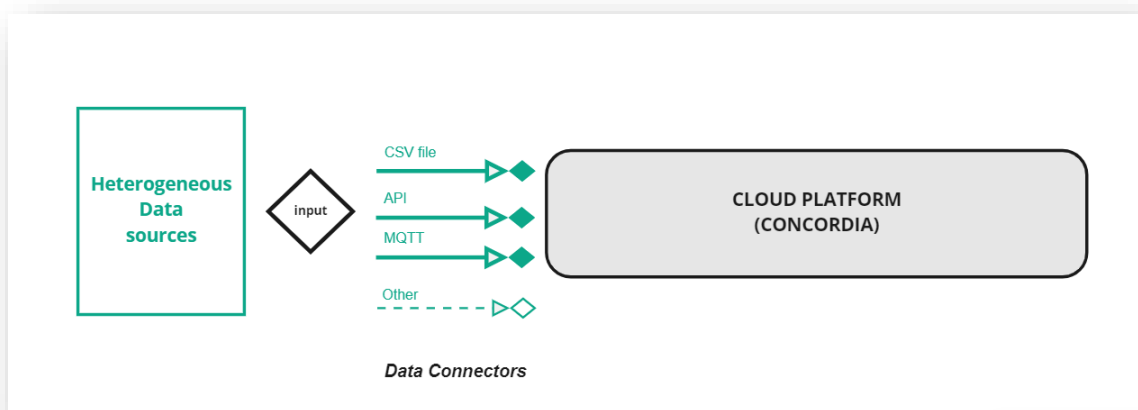 Heterogeneous
Data
sources
input
CSV file
API
MQTT
Other
Data Connectors
CLOUD PLATFORM
(CONCORDIA)